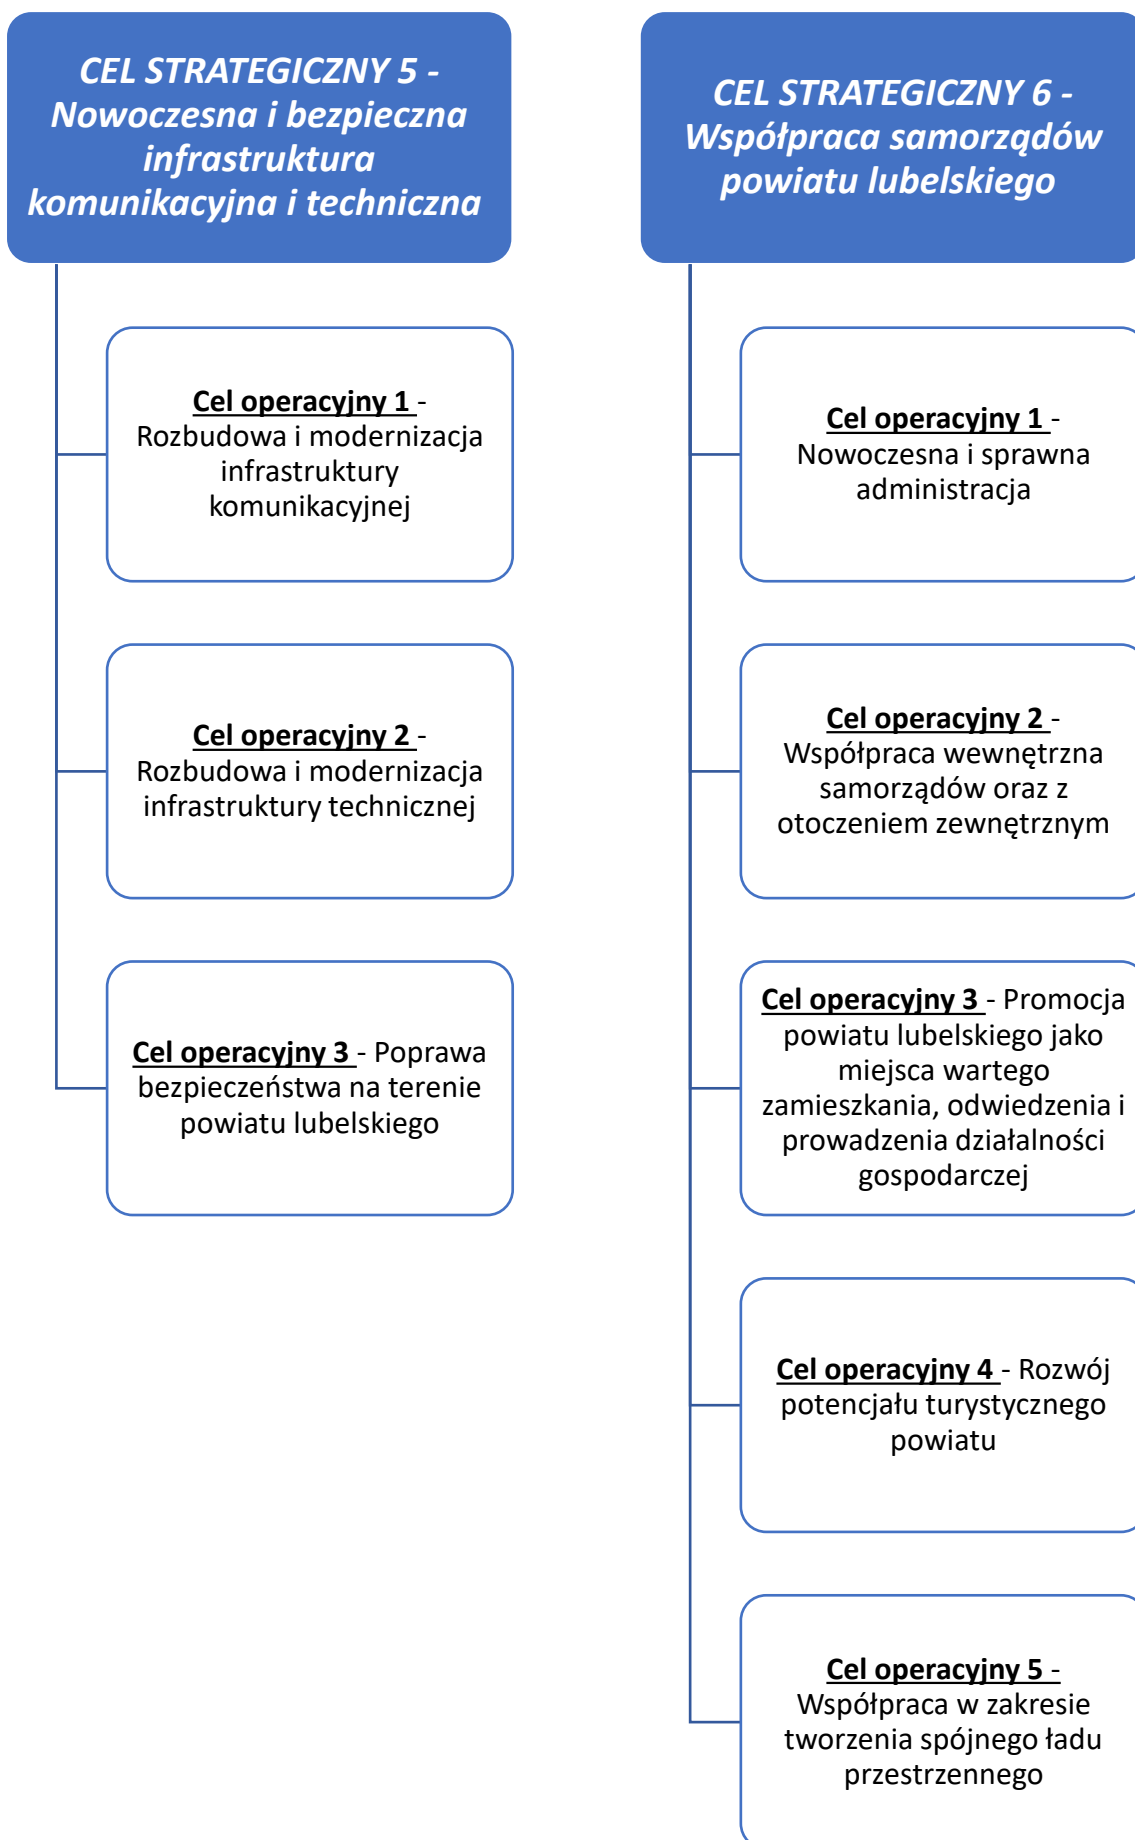 CEL STRATEGICZNY 5 -
Nowoczesna i bezpieczna
infrastruktura
komunikacyjna i techniczna
Cel operacyjny 1 -
Rozbudowa i modernizacja
infrastruktury
komunikacyjnej
Cel operacyjny 2 -
Rozbudowa i modernizacja
infrastruktury technicznej
Cel operacyjny 3 - Poprawa
bezpieczeństwa na terenie
powiatu lubelskiego
CEL STRATEGICZNY 6 -
Współpraca samorządów
powiatu lubelskiego
Cel operacyjny 1 -
Nowoczesna i sprawna
administracja
Cel operacyjny 2 -
Współpraca wewnętrzna
samorządów oraz z
otoczeniem zewnętrznym
Cel operacyjny 3 - Promocja
powiatu lubelskiego jako
miejsca wartego
zamieszkania, odwiedzenia i
prowadzenia działalności
gospodarczej
Cel operacyjny 4 - Rozwój
potencjału turystycznego
powiatu
Cel operacyjny 5 -
Współpraca w zakresie
tworzenia spójnego ładu
przestrzennego